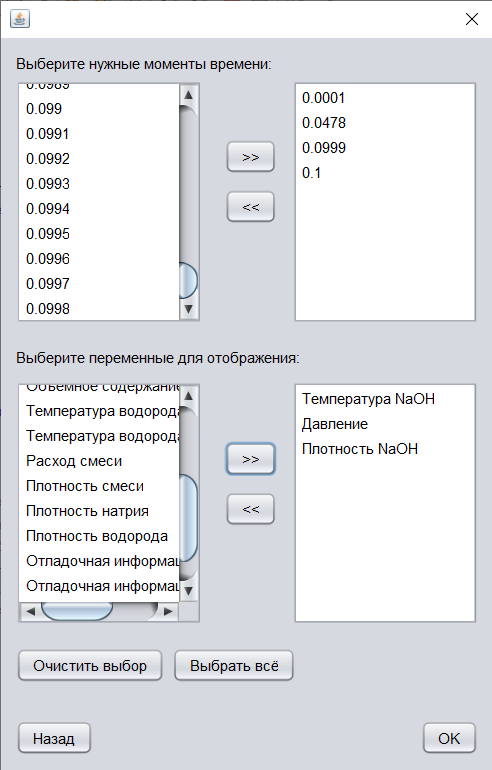 Выберите нужные моменты времени:
0.0989
0.099
0.0991
0.0992
0.0993
0.0994
0.0995
0.0996
0.0997
0.0998
>>
<<
0.0001
0.0478
0.0999
0.1
Выберите переменные для отображения:
Объемное содержание
Температура водорода
Температура водорода
Расход смеси
Плотность смеси
Плотность натрия
Плотность водорода
Отладочная информац
Отладочная информац
>>
<<
Температура NaOH
Давление
Плотность NaOH
Очистить выбор
Выбрать всё
Назад
OK